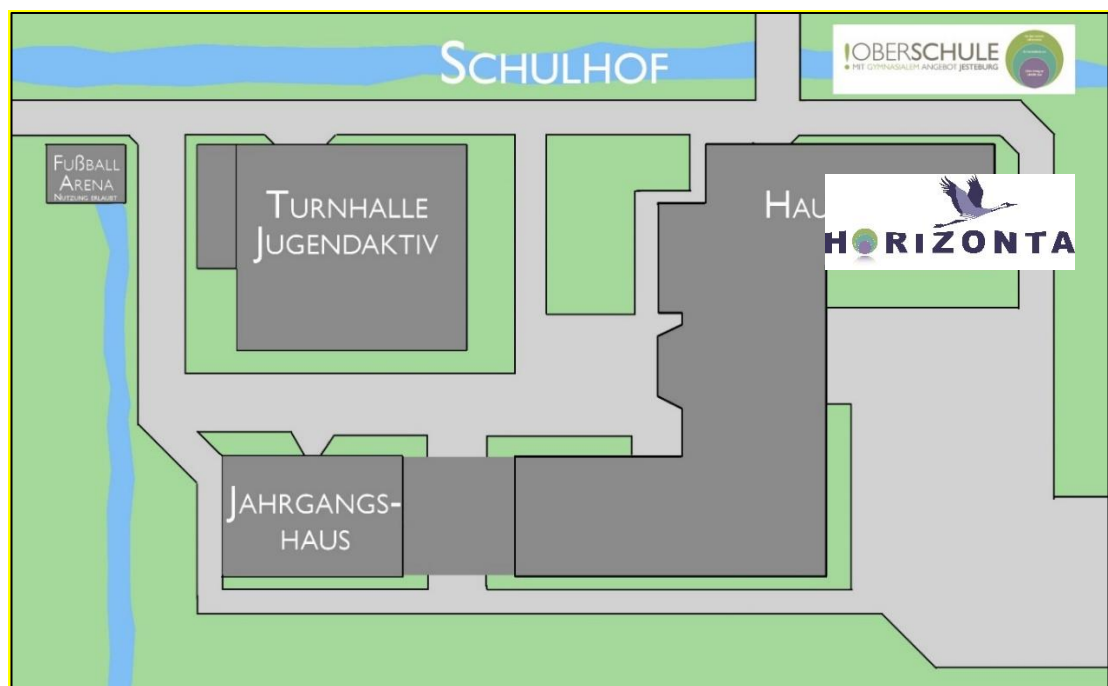 SCHULHOF
!OBERSCHULE
MIT GYMNASIALEM ANGEBOT JESTEBURG
FUßBALL
ARENA
NUTZUNG ERLAUBT
TURNHALLE
JUGENDAKTIV
HAU
HORIZONTA
JAHRGANGS-
HAUS